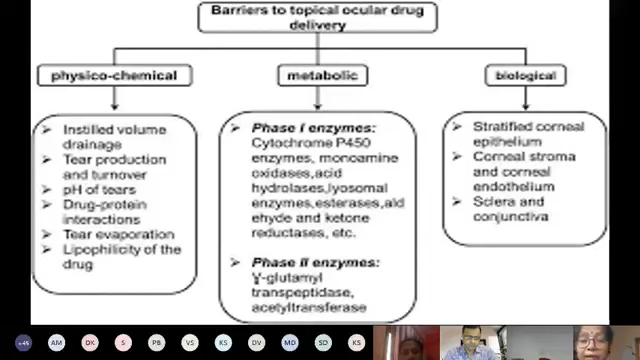 Barriers to topical ocular drug
delivery
physico-chemical
metabolic
biological
Instilled volume
drainage
Tear production
and turnover
pH of tears
Drug-protein
interactions
Tear evaporation
Lipophilicity of the
drug
Phase I enzymes:
Cytochrome P450
enzymes, monoamine
oxidases,acid
hydrolases,lyosomal
enzymes,esterases,ald
ehyde and ketone
reductases, etc.
Phase II enzymes:
Ɣ-glutamyl
transpeptidase,
acetyltransferase
Stratified corneal
epithelium
Corneal stroma
and corneal
endothelium
Sclera and
conjunctiva
+45 AM DK S PB VS KS DV MD SD KS